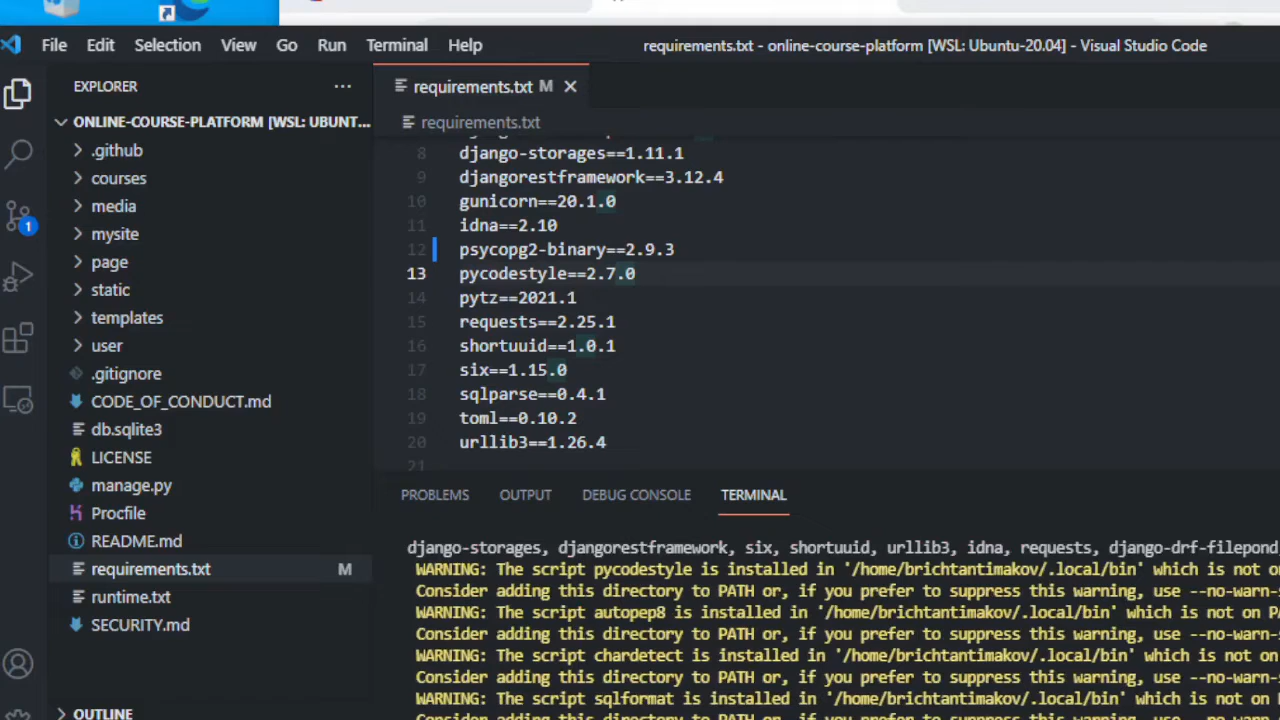 File Edit Selection View Go Run Terminal Help
requirements.txt - online-course-platform [WSL: Ubuntu-20.04] - Visual Studio Code
EXPLORER
ONLINE-COURSE-PLATFORM [WSL: UBUNT...
.github
courses
media
mysite
page
static
templates
user
.gitignore
CODE_OF_CONDUCT.md
db.sqlite3
LICENSE
manage.py
Procfile
README.md
requirements.txt M
runtime.txt
SECURITY.md
OUTLINE
1
requirements.txt M
requirements.txt
8 django-storages==1.11.1
9 djangorestframework==3.12.4
10 gunicorn==20.1.0
11 idna==2.10
12 psycopg2-binary==2.9.3
13 pycodestyle==2.7.0
14 pytz==2021.1
15 requests==2.25.1
16 shortuuid==1.0.1
17 six==1.15.0
18 sqlparse==0.4.1
19 toml==0.10.2
20 urllib3==1.26.4
21
PROBLEMS OUTPUT DEBUG CONSOLE TERMINAL
django-storages, djangorestframework, six, shortuuid, urllib3, idna, requests, django-drf-filepond
WARNING: The script pycodestyle is installed in '/home/brichtantimakov/.local/bin' which is not on
Consider adding this directory to PATH or, if you prefer to suppress this warning, use --no-warn-s
WARNING: The script autopep8 is installed in '/home/brichtantimakov/.local/bin' which is not on PA
Consider adding this directory to PATH or, if you prefer to suppress this warning, use --no-warn-s
WARNING: The script chardetect is installed in '/home/brichtantimakov/.local/bin' which is not on
Consider adding this directory to PATH or, if you prefer to suppress this warning, use --no-warn-s
WARNING: The script sqlformat is installed in '/home/brichtantimakov/.local/bin' which is not on